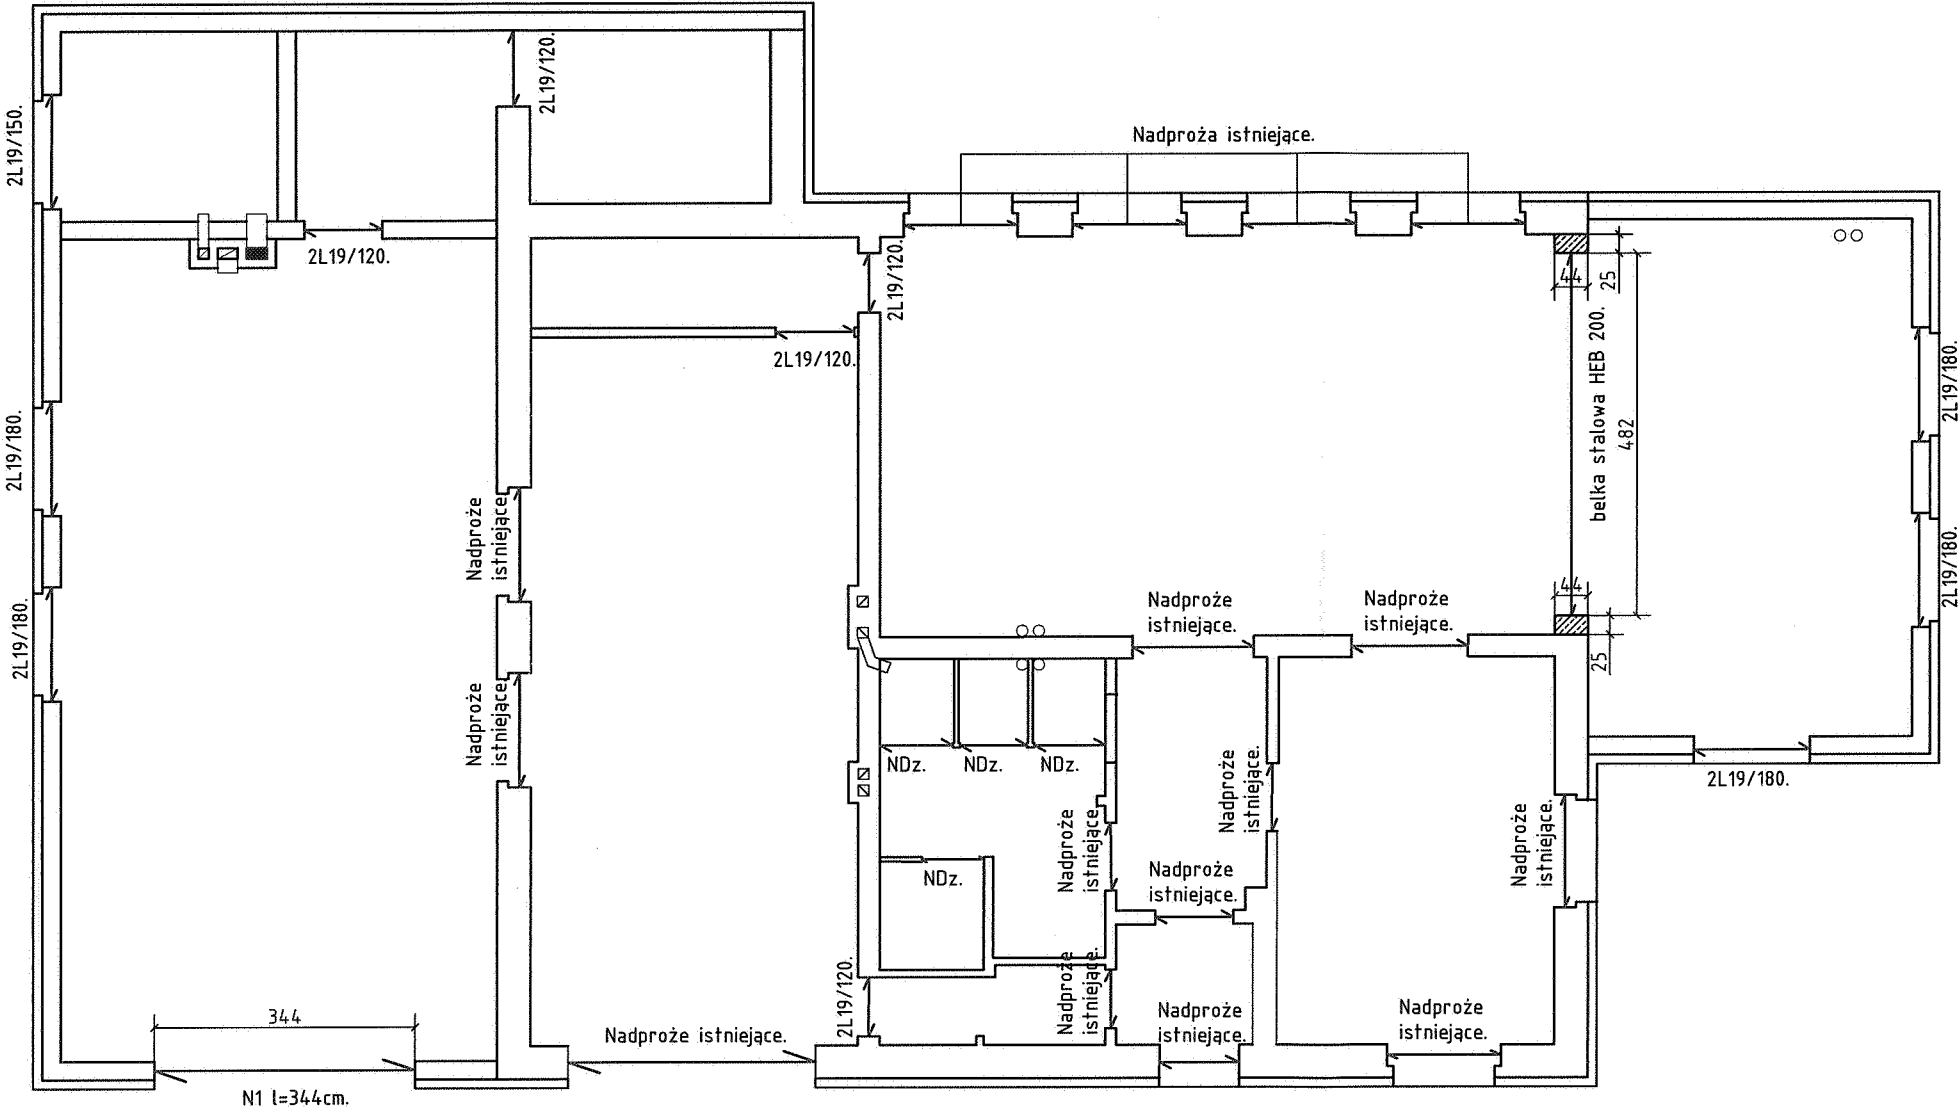 2L19/120.
2L19/150.
Nadproża istniejące.
2L19/120.
2L19/120.
44
25
2L19/120.
belka stalowa HEB 200.
482
2L19/180.
2L19/180.
Nadproże
istniejące.
2L19/180.
2L19/180.
Nadproże
istniejące.
Nadproże
istniejące.
Nadproże
istniejące.
44
25
NDz.
NDz.
NDz.
2L19/180.
Nadproże
istniejące.
Nadproże
istniejące.
Nadproże
istniejące.
Nadproże
istniejące.
NDz.
2L19/120.
Nadproże
istniejące.
344
Nadproże istniejące.
Nadproże
istniejące.
Nadproże
istniejące.
N1 l=344cm.